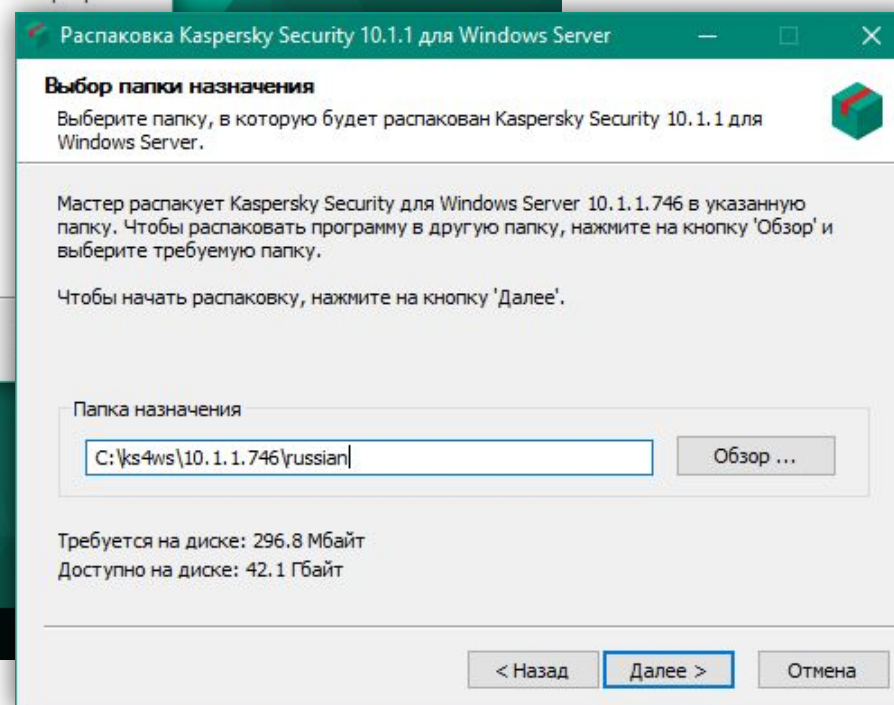 Распаковка Kaspersky Security 10.1.1 для Windows Server
Выбор папки назначения
Выберите папку, в которую будет распакован Kaspersky Security 10.1.1 для
Windows Server.
Мастер распакует Kaspersky Security для Windows Server 10.1.1.746 в указанную
папку. Чтобы распаковать программу в другую папку, нажмите на кнопку 'Обзор' и
выберите требуемую папку.
Чтобы начать распаковку, нажмите на кнопку 'Далее'.
Папка назначения
C:\ks4ws\10.1.1.746\russian
Обзор ...
Требуется на диске: 296.8 Мбайт
Доступно на диске: 42.1 Гбайт
< Назад
Далее >
Отмена